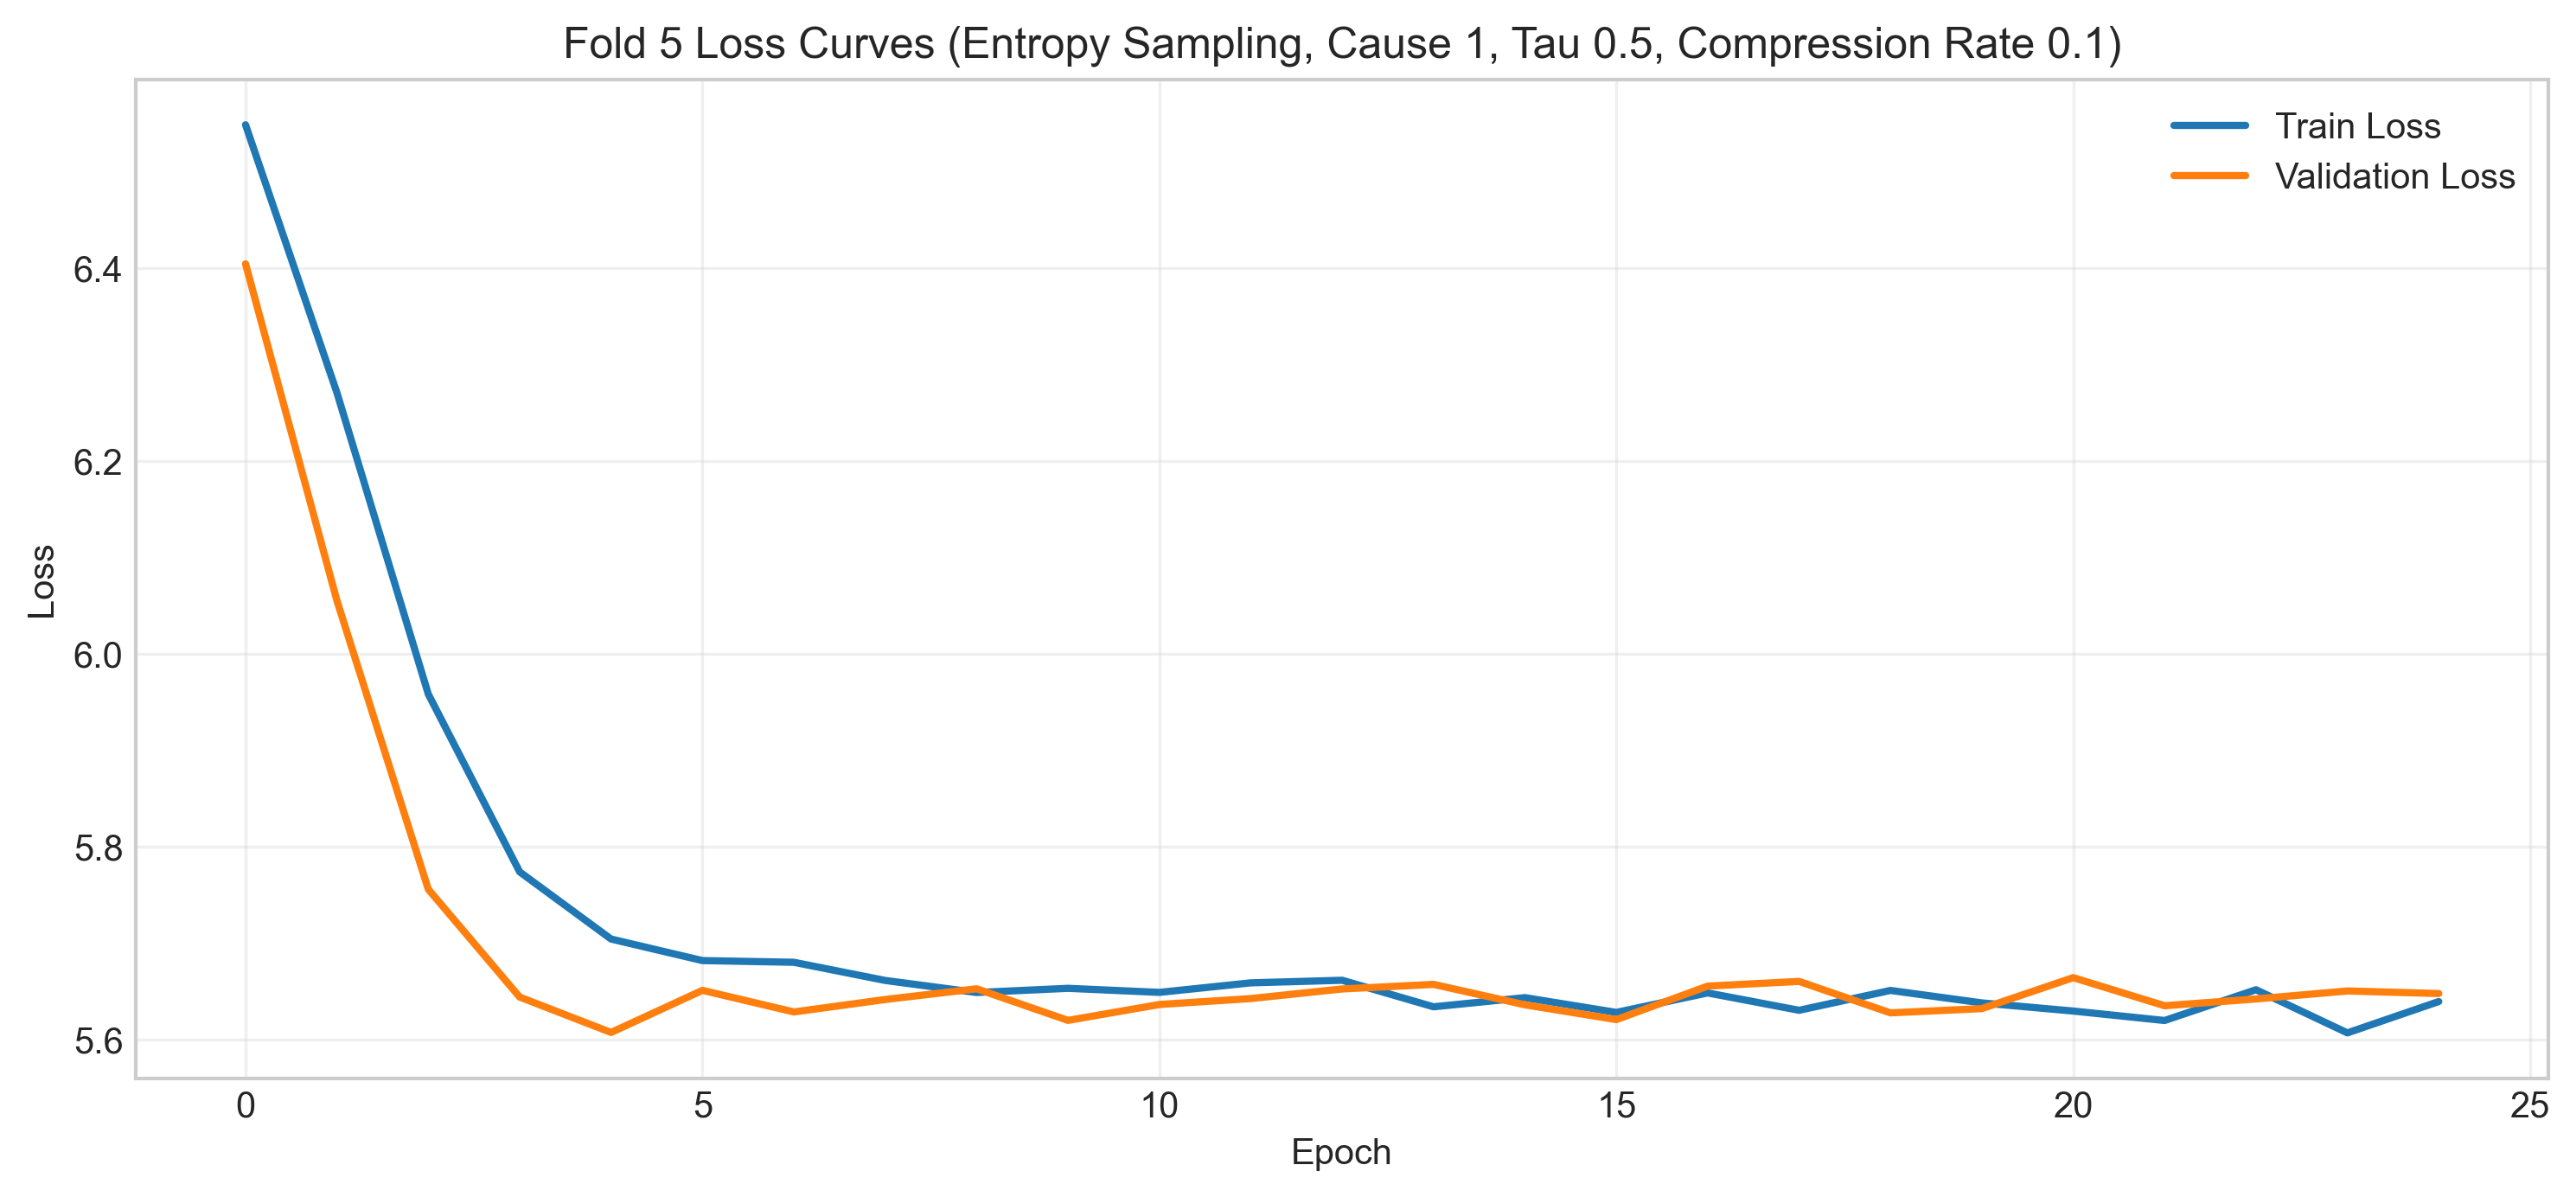 Fold 5 Loss Curves (Entropy Sampling, Cause 1, Tau 0.5, Compression Rate 0.1)
Train Loss
Validation Loss
6.4
6.2
6.0
5.8
5.6
Loss
0 5 10 15 20 25
Epoch